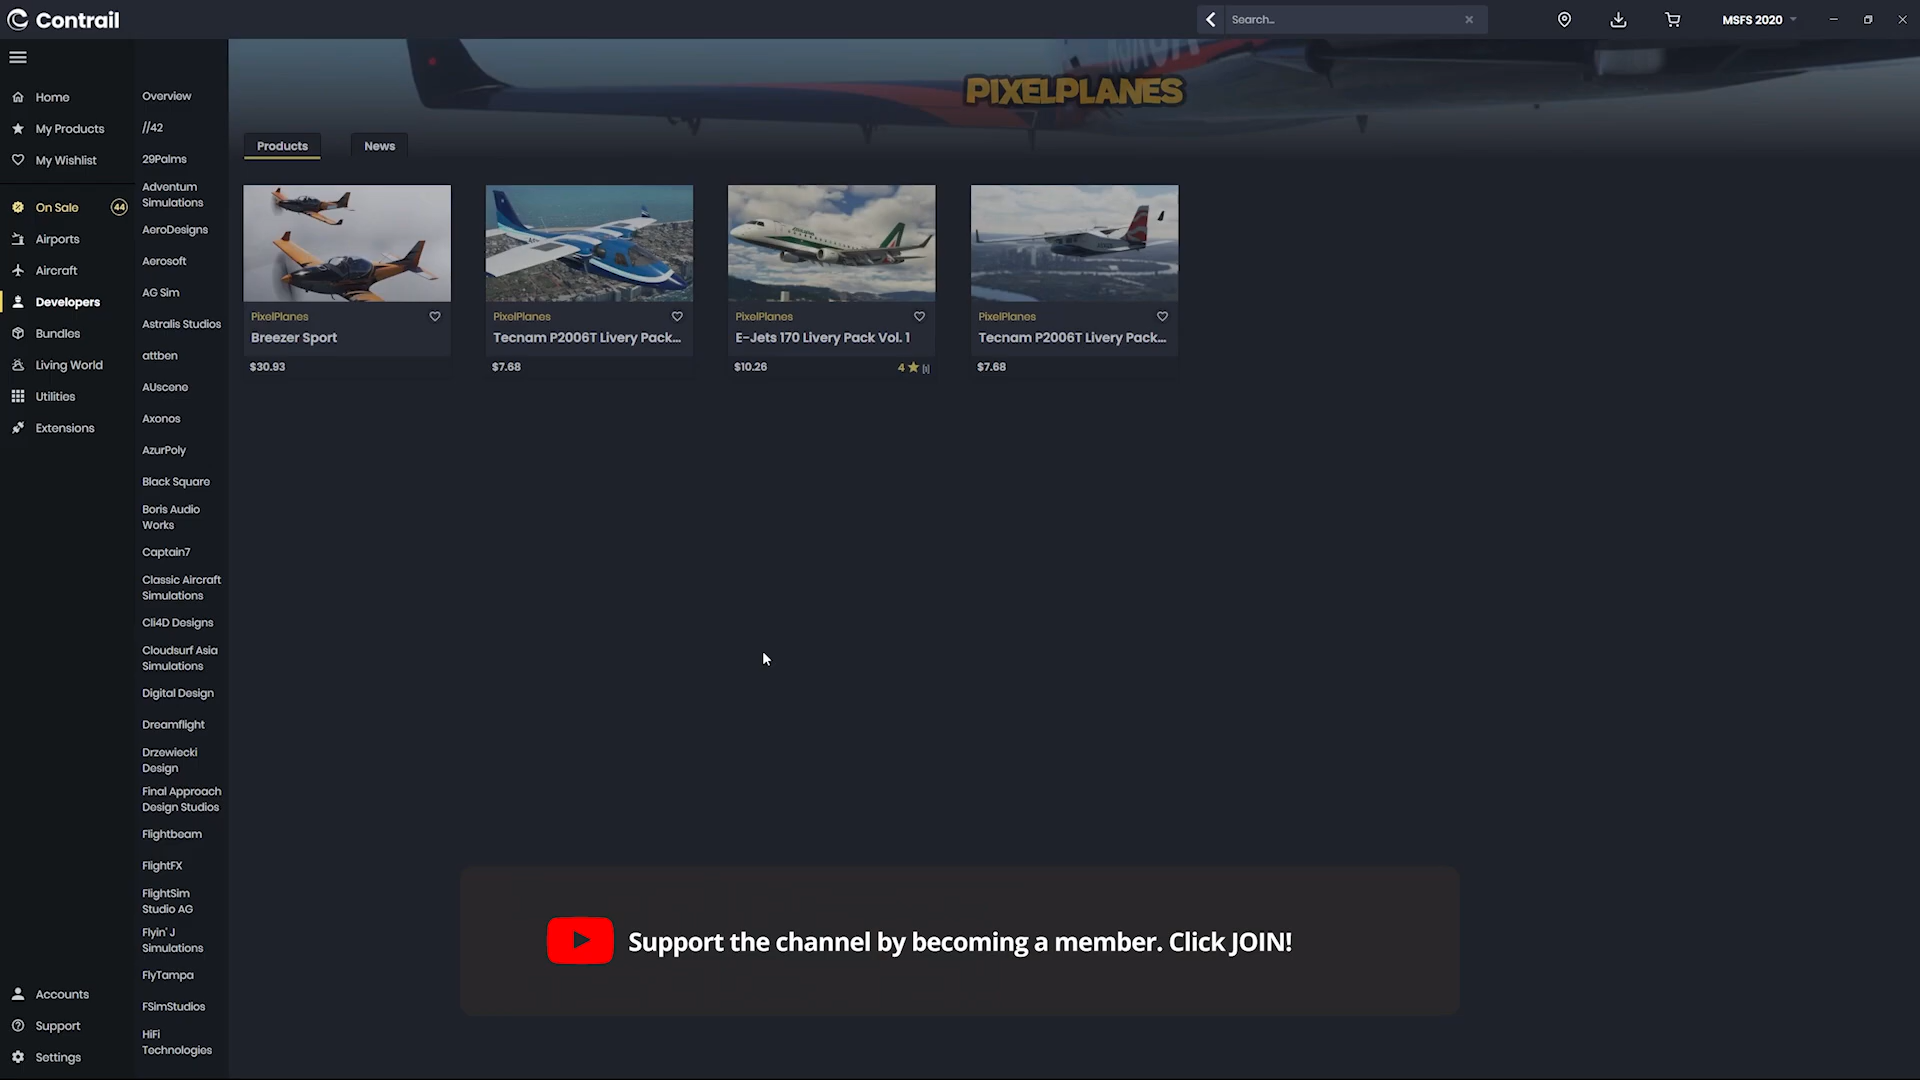 Contrail
Search...
MSFS 2020
Home
My Products
My Wishlist
On Sale
44
Airports
Aircraft
Developers
Bundles
Living World
Utilities
Extensions
Accounts
Support
Settings
Overview
//42
29Palms
Adventum
Simulations
AeroDesigns
Aerosoft
AG Sim
Astralis Studios
attben
AUscene
Axonos
AzurPoly
Black Square
Boris Audio
Works
Captain7
Classic Aircraft
Simulations
Cli4D Designs
Cloudsurf Asia
Simulations
Digital Design
Dreamflight
Drzewiecki
Design
Final Approach
Design Studios
Flightbeam
FlightFX
FlightSim
Studio AG
Flyin' J
Simulations
FlyTampa
FSimStudios
HiFi
Technologies
PIXELPLANES
Products
News
PixelPlanes
Breezer Sport
$30.93
PixelPlanes
Tecnam P2006T Livery Pack...
$7.68
PixelPlanes
E-Jets 170 Livery Pack Vol. 1
$10.26
4 ★ [1]
PixelPlanes
Tecnam P2006T Livery Pack...
$7.68
Support the channel by becoming a member. Click JOIN!